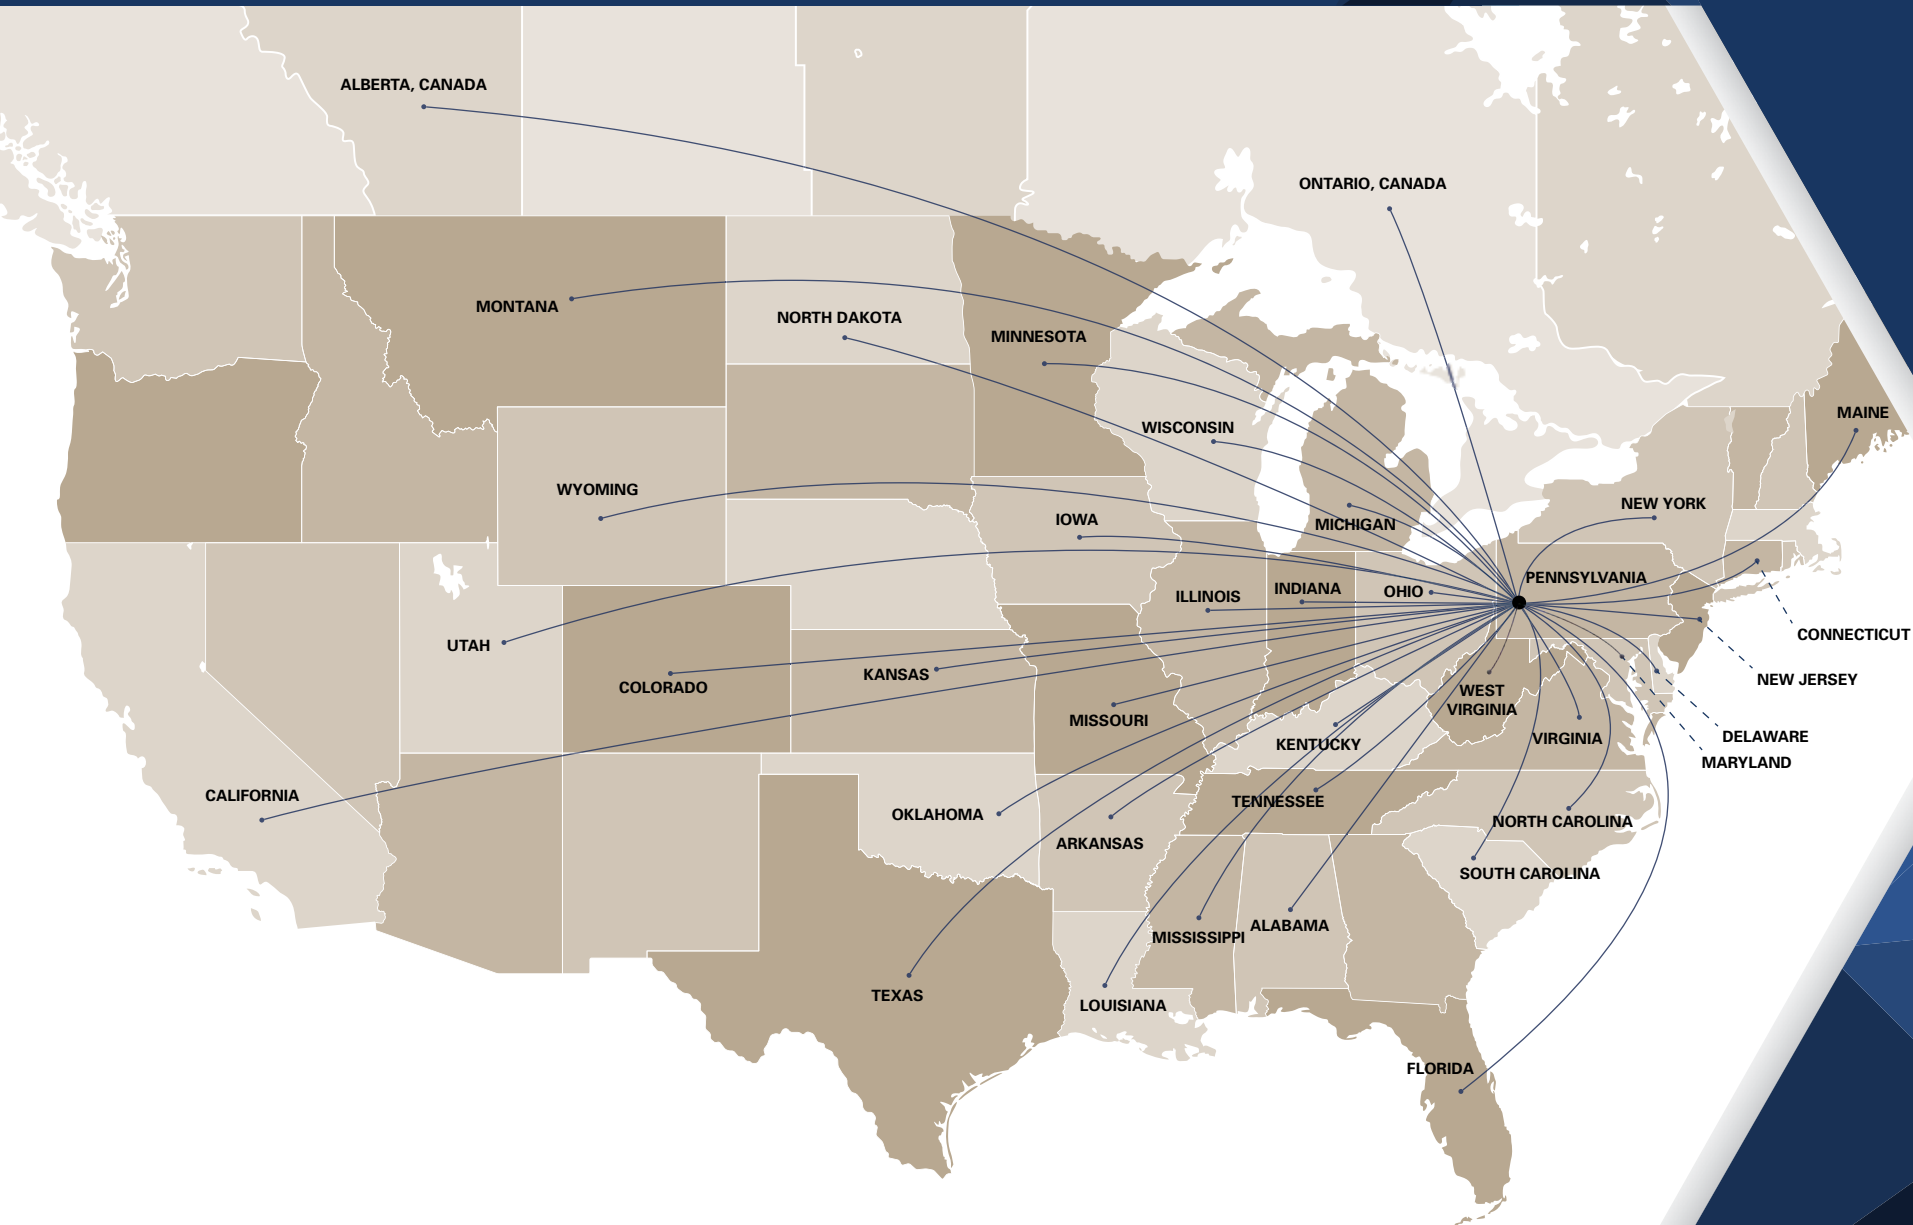 ALBERTA, CANADA
ONTARIO, CANADA
MONTANA
NORTH DAKOTA
MINNESOTA
MAINE
WISCONSIN
WYOMING
NEW YORK
IOWA
MICHIGAN
PENNSYLVANIA
INDIANA
OHIO
ILLINOIS
CONNECTICUT
UTAH
KANSAS
NEW JERSEY
COLORADO
WEST
VIRGINIA
MISSOURI
DELAWARE
VIRGINIA
KENTUCKY
MARYLAND
CALIFORNIA
TENNESSEE
OKLAHOMA
NORTH CAROLINA
ARKANSAS
SOUTH CAROLINA
ALABAMA
MISSISSIPPI
TEXAS
LOUISIANA
FLORIDA